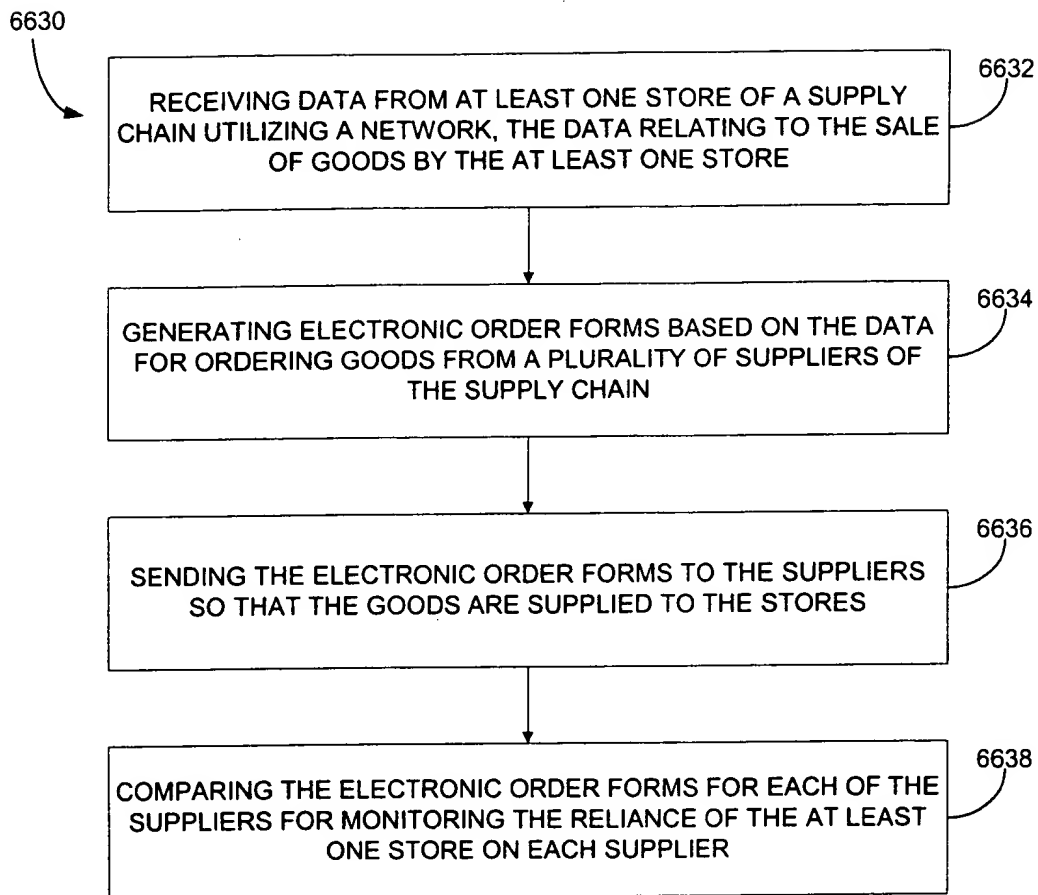 6630
6632
RECEIVING DATA FROM AT LEAST ONE STORE OF A SUPPLY
CHAIN UTILIZING A NETWORK, THE DATA RELATING TO THE SALE
OF GOODS BY THE AT LEAST ONE STORE
6634
GENERATING ELECTRONIC ORDER FORMS BASED ON THE DATA
FOR ORDERING GOODS FROM A PLURALITY OF SUPPLIERS OF
THE SUPPLY CHAIN
6636
SENDING THE ELECTRONIC ORDER FORMS TO THE SUPPLIERS
SO THAT THE GOODS ARE SUPPLIED TO THE STORES
6638
COMPARING THE ELECTRONIC ORDER FORMS FOR EACH OF THE
SUPPLIERS FOR MONITORING THE RELIANCE OF THE AT LEAST
ONE STORE ON EACH SUPPLIER